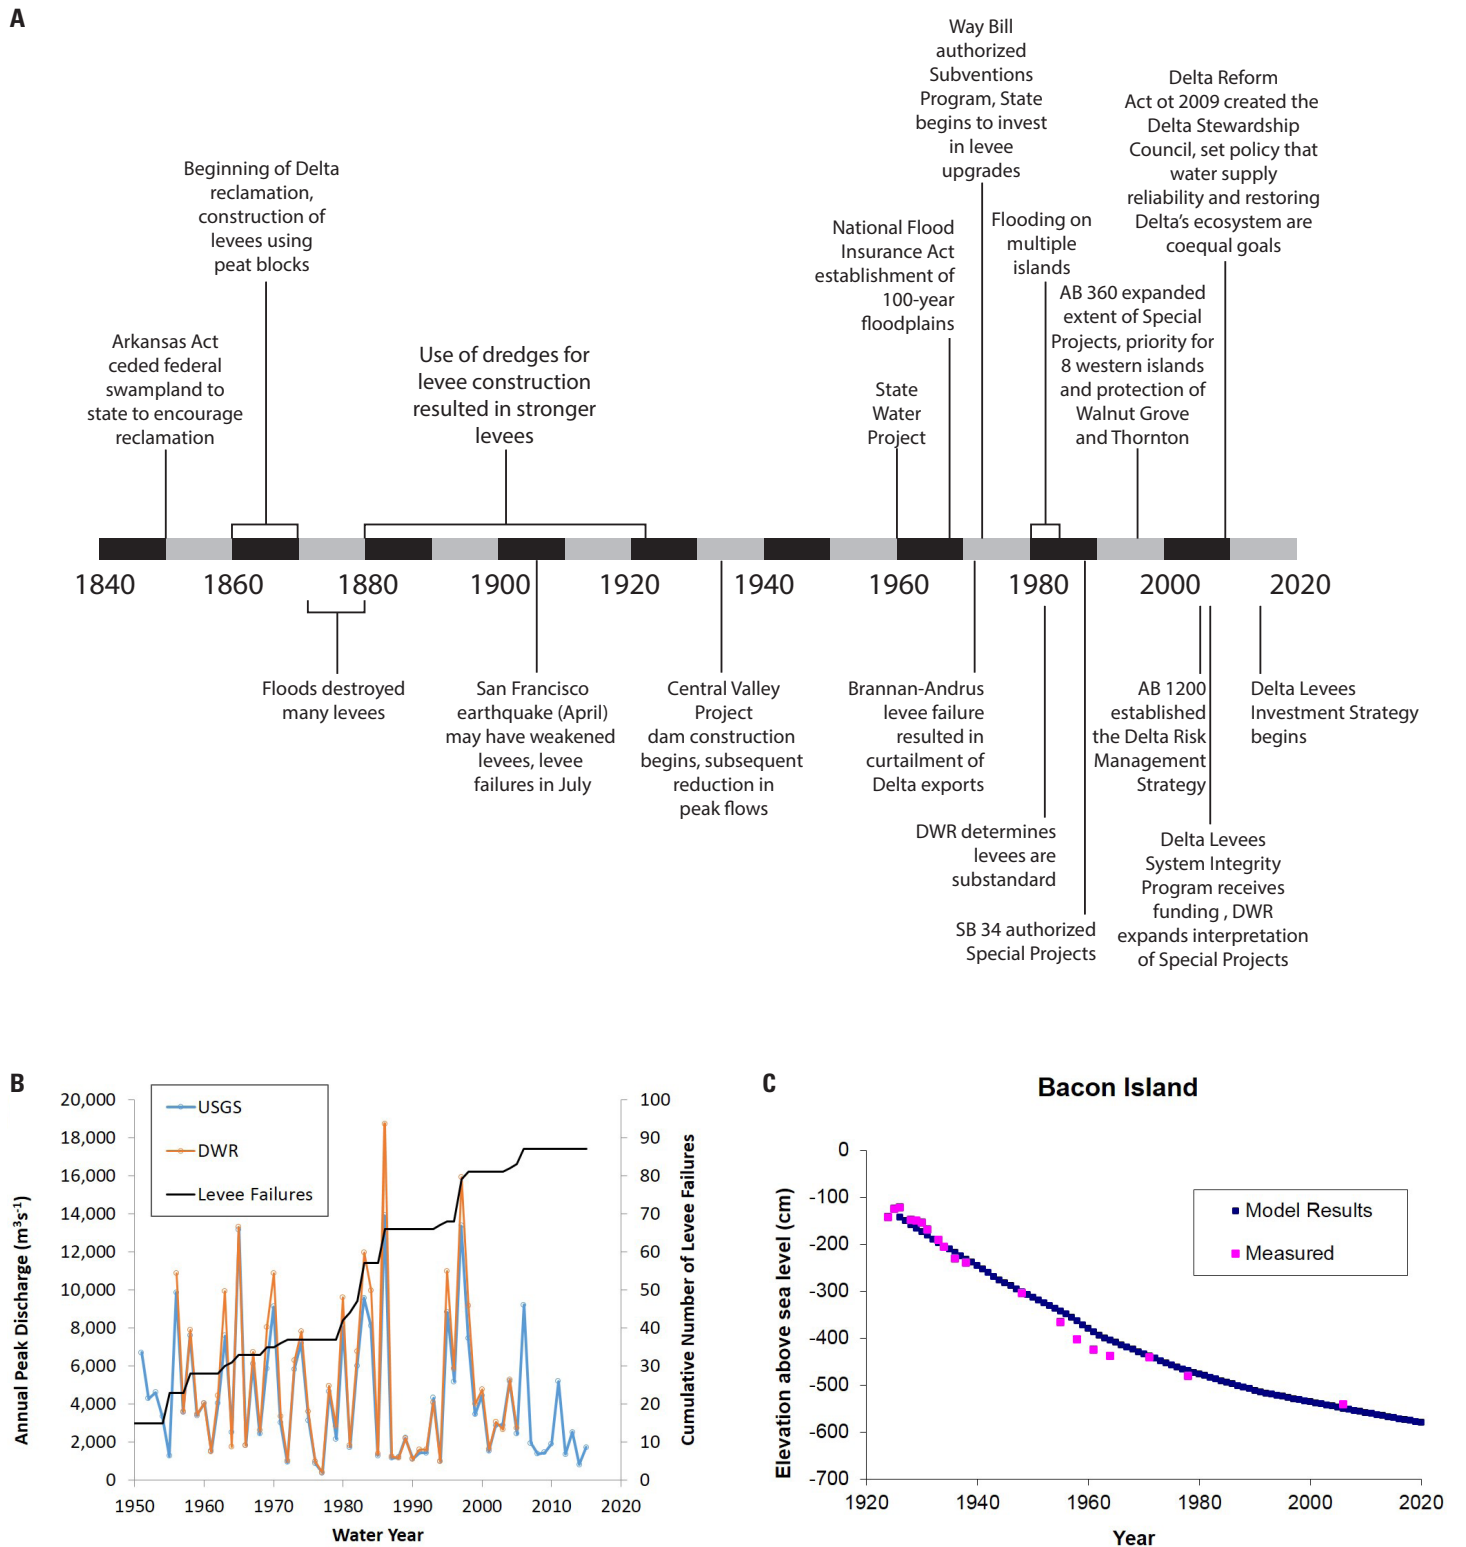 A
Way Bill
authorized
Subventions
Program, State
begins to invest
in levee
upgrades
Delta Reform
Act ot 2009 created the
Delta Stewardship
Council, set policy that
water supply
reliability and restoring
Delta's ecosystem are
coequal goals
Beginning of Delta
reclamation,
construction of
levees using
peat blocks
National Flood
Insurance Act
establishment of
100-year
floodplains
Flooding on
multiple
islands
AB 360 expanded
extent of Special
Projects, priority for
8 western islands
and protection of
Walnut Grove
and Thornton
Arkansas Act
ceded federal
swampland to
state to encourage
reclamation
Use of dredges for
levee construction
resulted in stronger
levees
State
Water
Project
1840 1860 1880 1900 1920 1940 1960 1980 2000 2020
Floods destroyed
many levees
San Francisco
earthquake (April)
may have weakened
levees, levee
failures in July
Central Valley
Project
dam construction
begins, subsequent
reduction in
peak flows
Brannan-Andrus
levee failure
resulted in
curtailment of
Delta exports
AB 1200
established
the Delta Risk
Management
Strategy
Delta Levees
Investment Strategy
begins
DWR determines
levees are
substandard
Delta Levees
System Integrity
Program receives
funding , DWR
expands interpretation
of Special Projects
SB 34 authorized
Special Projects
B
20,000
18,000
16,000
14,000
12,000
10,000
8,000
6,000
4,000
2,000
0
Annual Peak Discharge (m³s⁻¹)
USGS
DWR
Levee Failures
100
90
80
70
60
50
40
30
20
10
0
Cumulative Number of Levee Failures
1950 1960 1970 1980 1990 2000 2010 2020
Water Year
C
Bacon Island
0
-100
-200
-300
-400
-500
-600
-700
Elevation above sea level (cm)
Model Results
Measured
1920 1940 1960 1980 2000 2020
Year